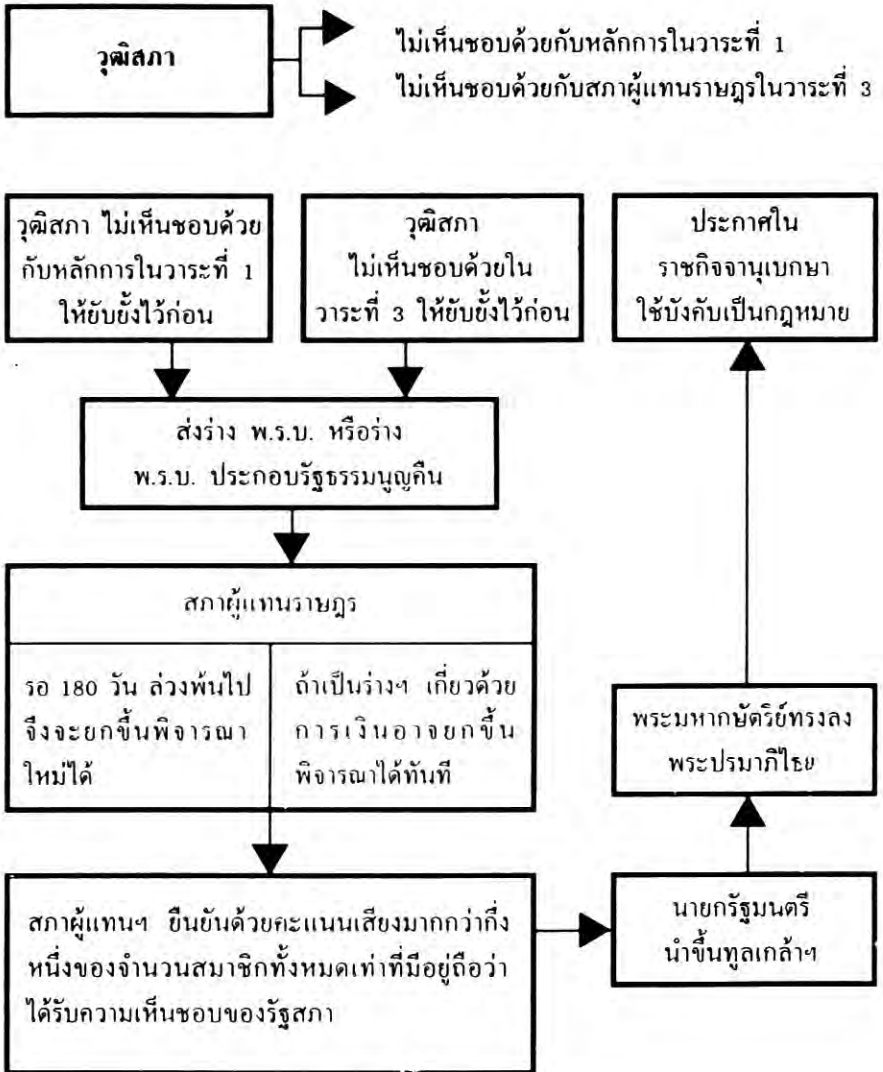 วุฒิสภา
ไม่เห็นชอบด้วยกับหลักการในวาระที่ 1
ไม่เห็นชอบด้วยกับสภาผู้แทนราษฎรในวาระที่ 3
วุฒิสภา ไม่เห็นชอบด้วย
กับหลักการในวาระที่ 1
ให้ยับยั้งไว้ก่อน
วุฒิสภา
ไม่เห็นชอบด้วยใน
วาระที่ 3 ให้ยับยั้งไว้ก่อน
ประกาศใน
ราชกิจจานุเบกษา
ใช้บังคับเป็นกฎหมาย
ส่งร่าง พ.ร.บ. หรือร่าง
พ.ร.บ. ประกอบรัฐธรรมนูญคืน
สภาผู้แทนราษฎร
รอ 180 วัน ล่วงพ้นไป
จึงจะยกขึ้นพิจารณา
ใหม่ได้
ถ้าเป็นร่างฯ เกี่ยวด้วย
การเงินอาจยกขึ้น
พิจารณาได้ทันที
พระมหากษัตริย์ทรงลง
พระปรมาภิไธย
สภาผู้แทนฯ ยืนยันด้วยคะแนนเสียงมากกว่ากึ่ง
หนึ่งของจำนวนสมาชิกทั้งหมดเท่าที่มีอยู่ถือว่า
ได้รับความเห็นชอบของรัฐสภา
นายกรัฐมนตรี
นำขึ้นทูลเกล้าฯ